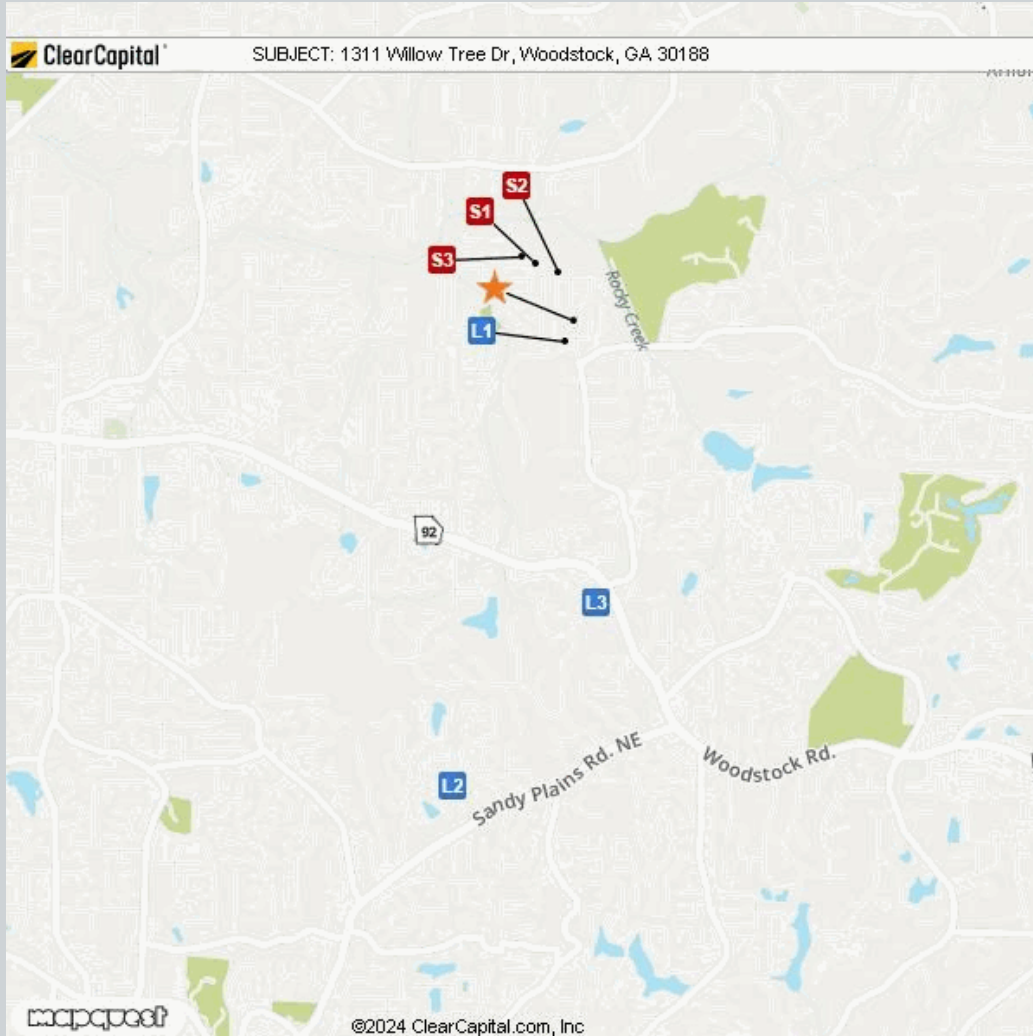 ClearCapital
SUBJECT: 1311 Willow Tree Dr, Woodstock, GA 30188
S2
S1
S3
L1
Rocky Creek
92
L3
Sandy Plains Rd. NE
Woodstock Rd.
L2
mapquest
©2024 ClearCapital.com, Inc